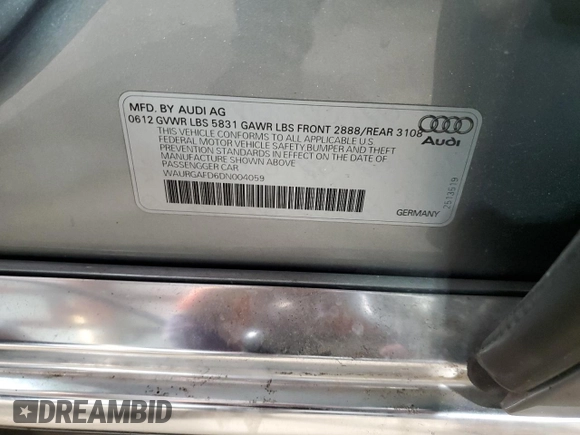 MFD. BY AUDI AG
0612 GVWR LBS 5831 GAWR LBS FRONT 2888/REAR 3108
THIS VEHICLE CONFORMS TO ALL APPLICABLE U.S.
FEDERAL MOTOR VEHICLE SAFETY BUMPER AND THEFT
PREVENTION STANDARDS IN EFFECT ON THE DATE OF
MANUFACTURE SHOWN ABOVE
PASSENGER CAR
WAURGAFD6DN004059
Audi
GERMANY
2513619
DREAMBID